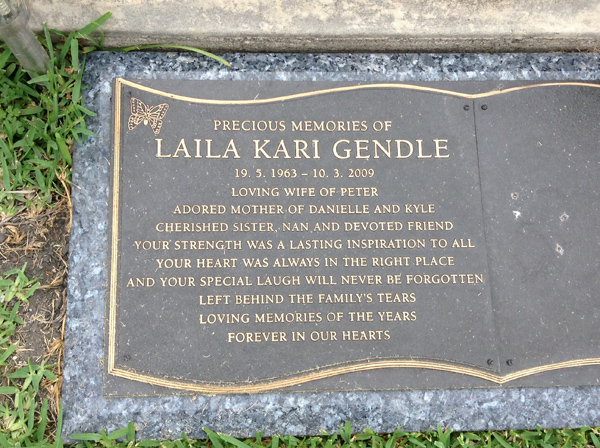 PRECIOUS MEMORIES OF
LAILA KARI GENDLE
19. 5. 1963 – 10. 3. 2009
LOVING WIFE OF PETER
ADORED MOTHER OF DANIELLE AND KYLE
CHERISHED SISTER, NAN AND DEVOTED FRIEND
YOUR STRENGTH WAS A LASTING INSPIRATION TO ALL
YOUR HEART WAS ALWAYS IN THE RIGHT PLACE
AND YOUR SPECIAL LAUGH WILL NEVER BE FORGOTTEN
LEFT BEHIND THE FAMILY'S TEARS
LOVING MEMORIES OF THE YEARS
FOREVER IN OUR HEARTS